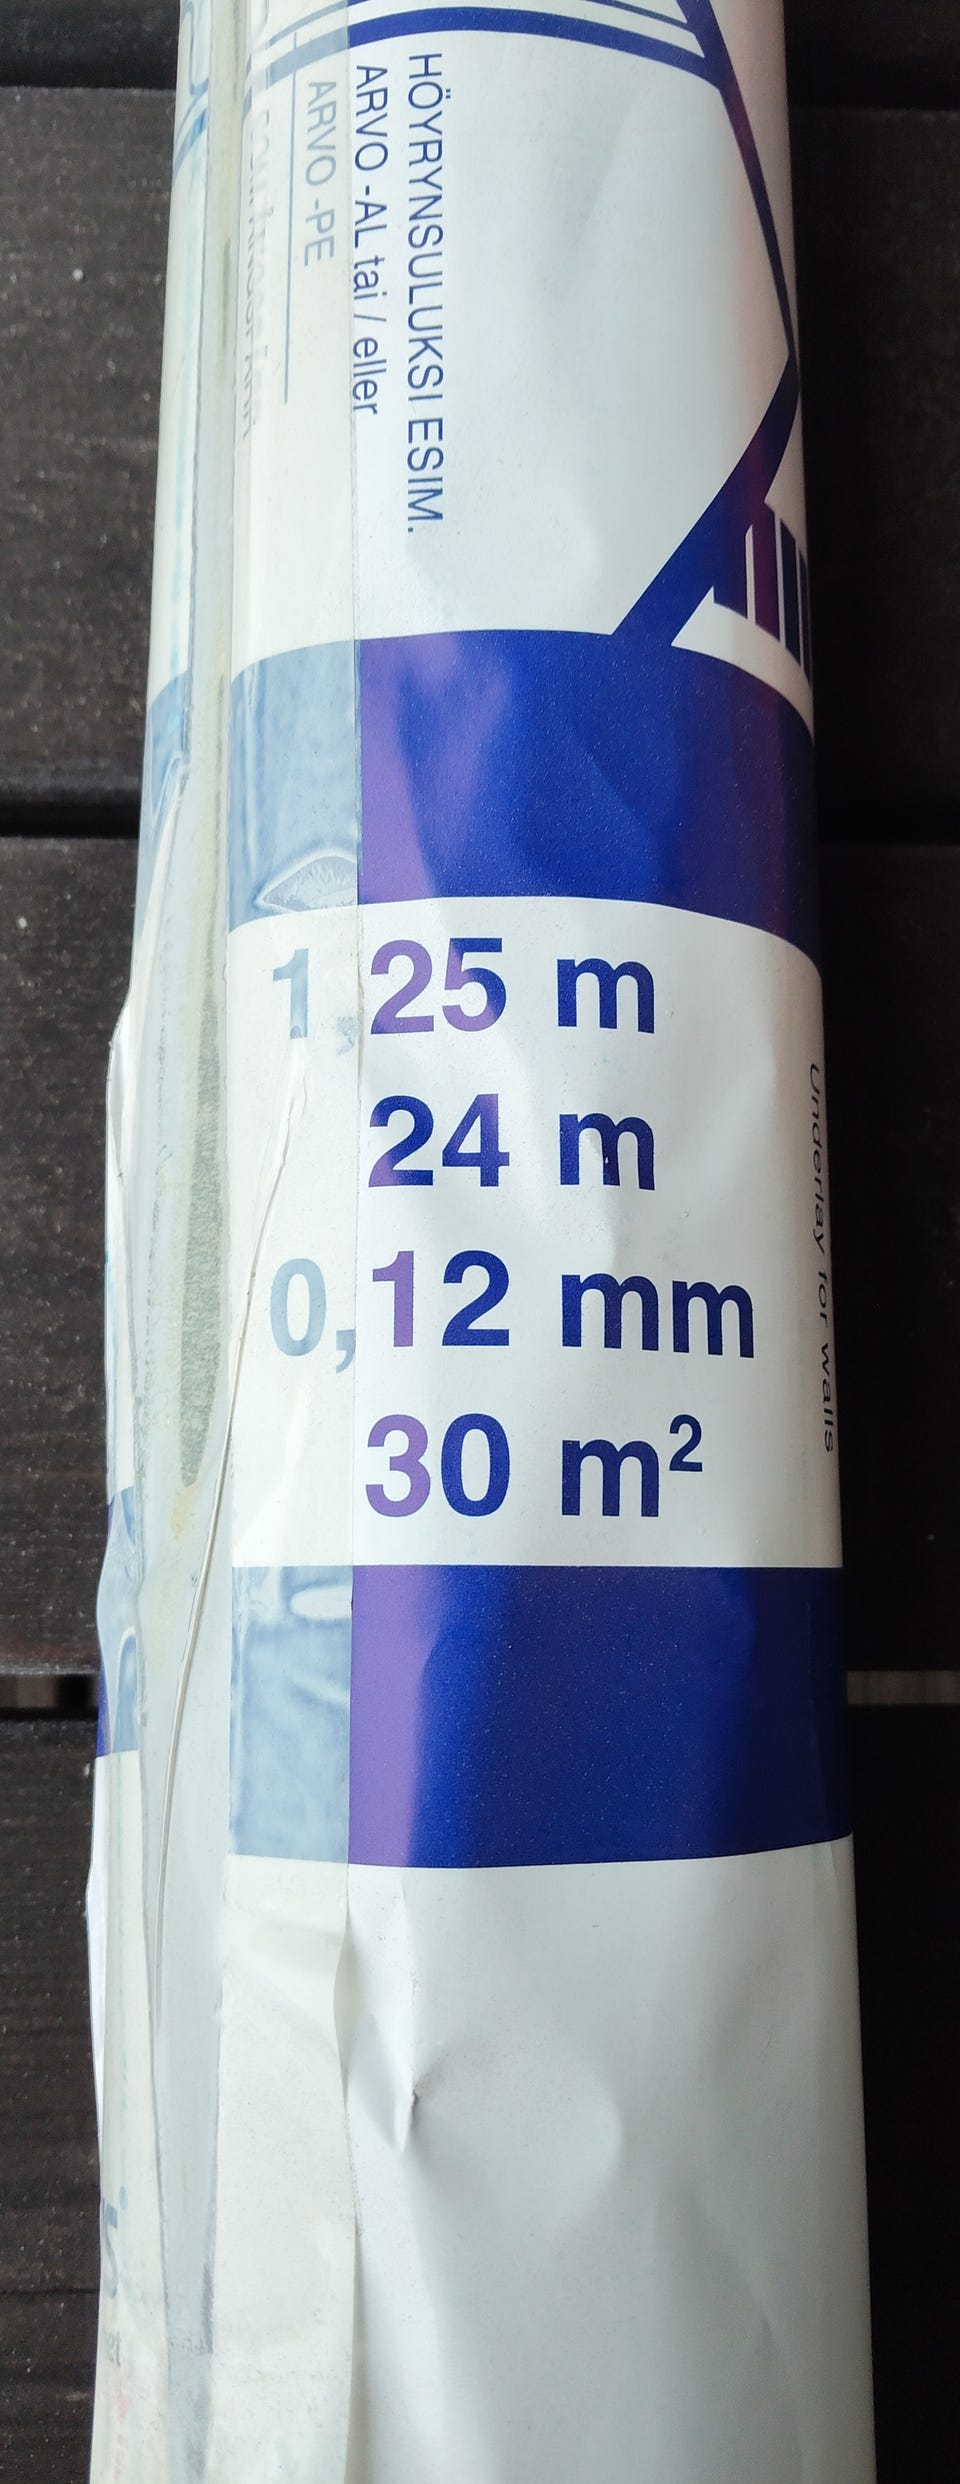 HÖYRYNSULUKSI ESIM.
ARVO -AL tai / eller
ARVO -PE
1,25 m
24 m
0,12 mm
30 m²
Underlay for walls